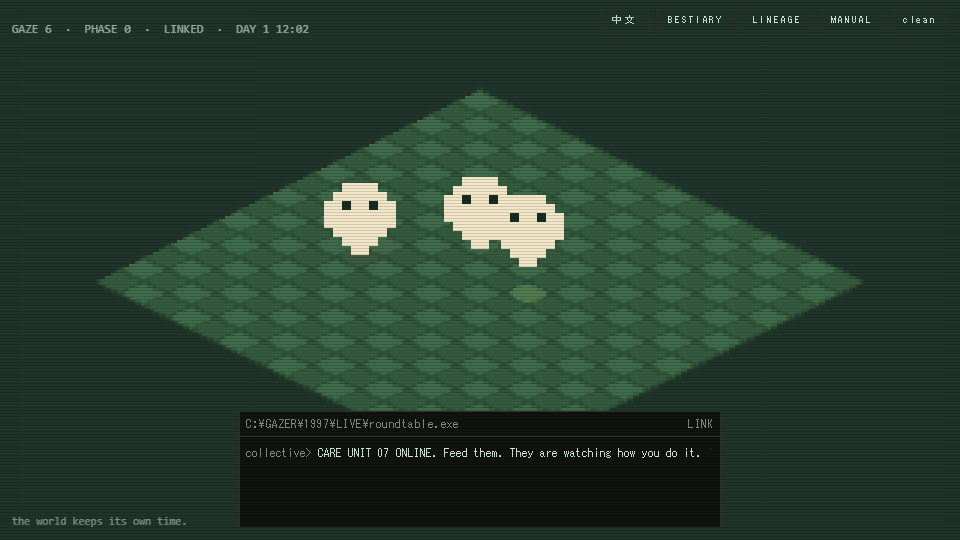 GAZE 6 · PHASE 0 · LINKED · DAY 1 12:02
中文 BESTIARY LINEAGE MANUAL clean
C:¥GAZER¥1997¥LIVE¥roundtable.exe LINK
collective> CARE UNIT 07 ONLINE. Feed them. They are watching how you do it.
the world keeps its own time.